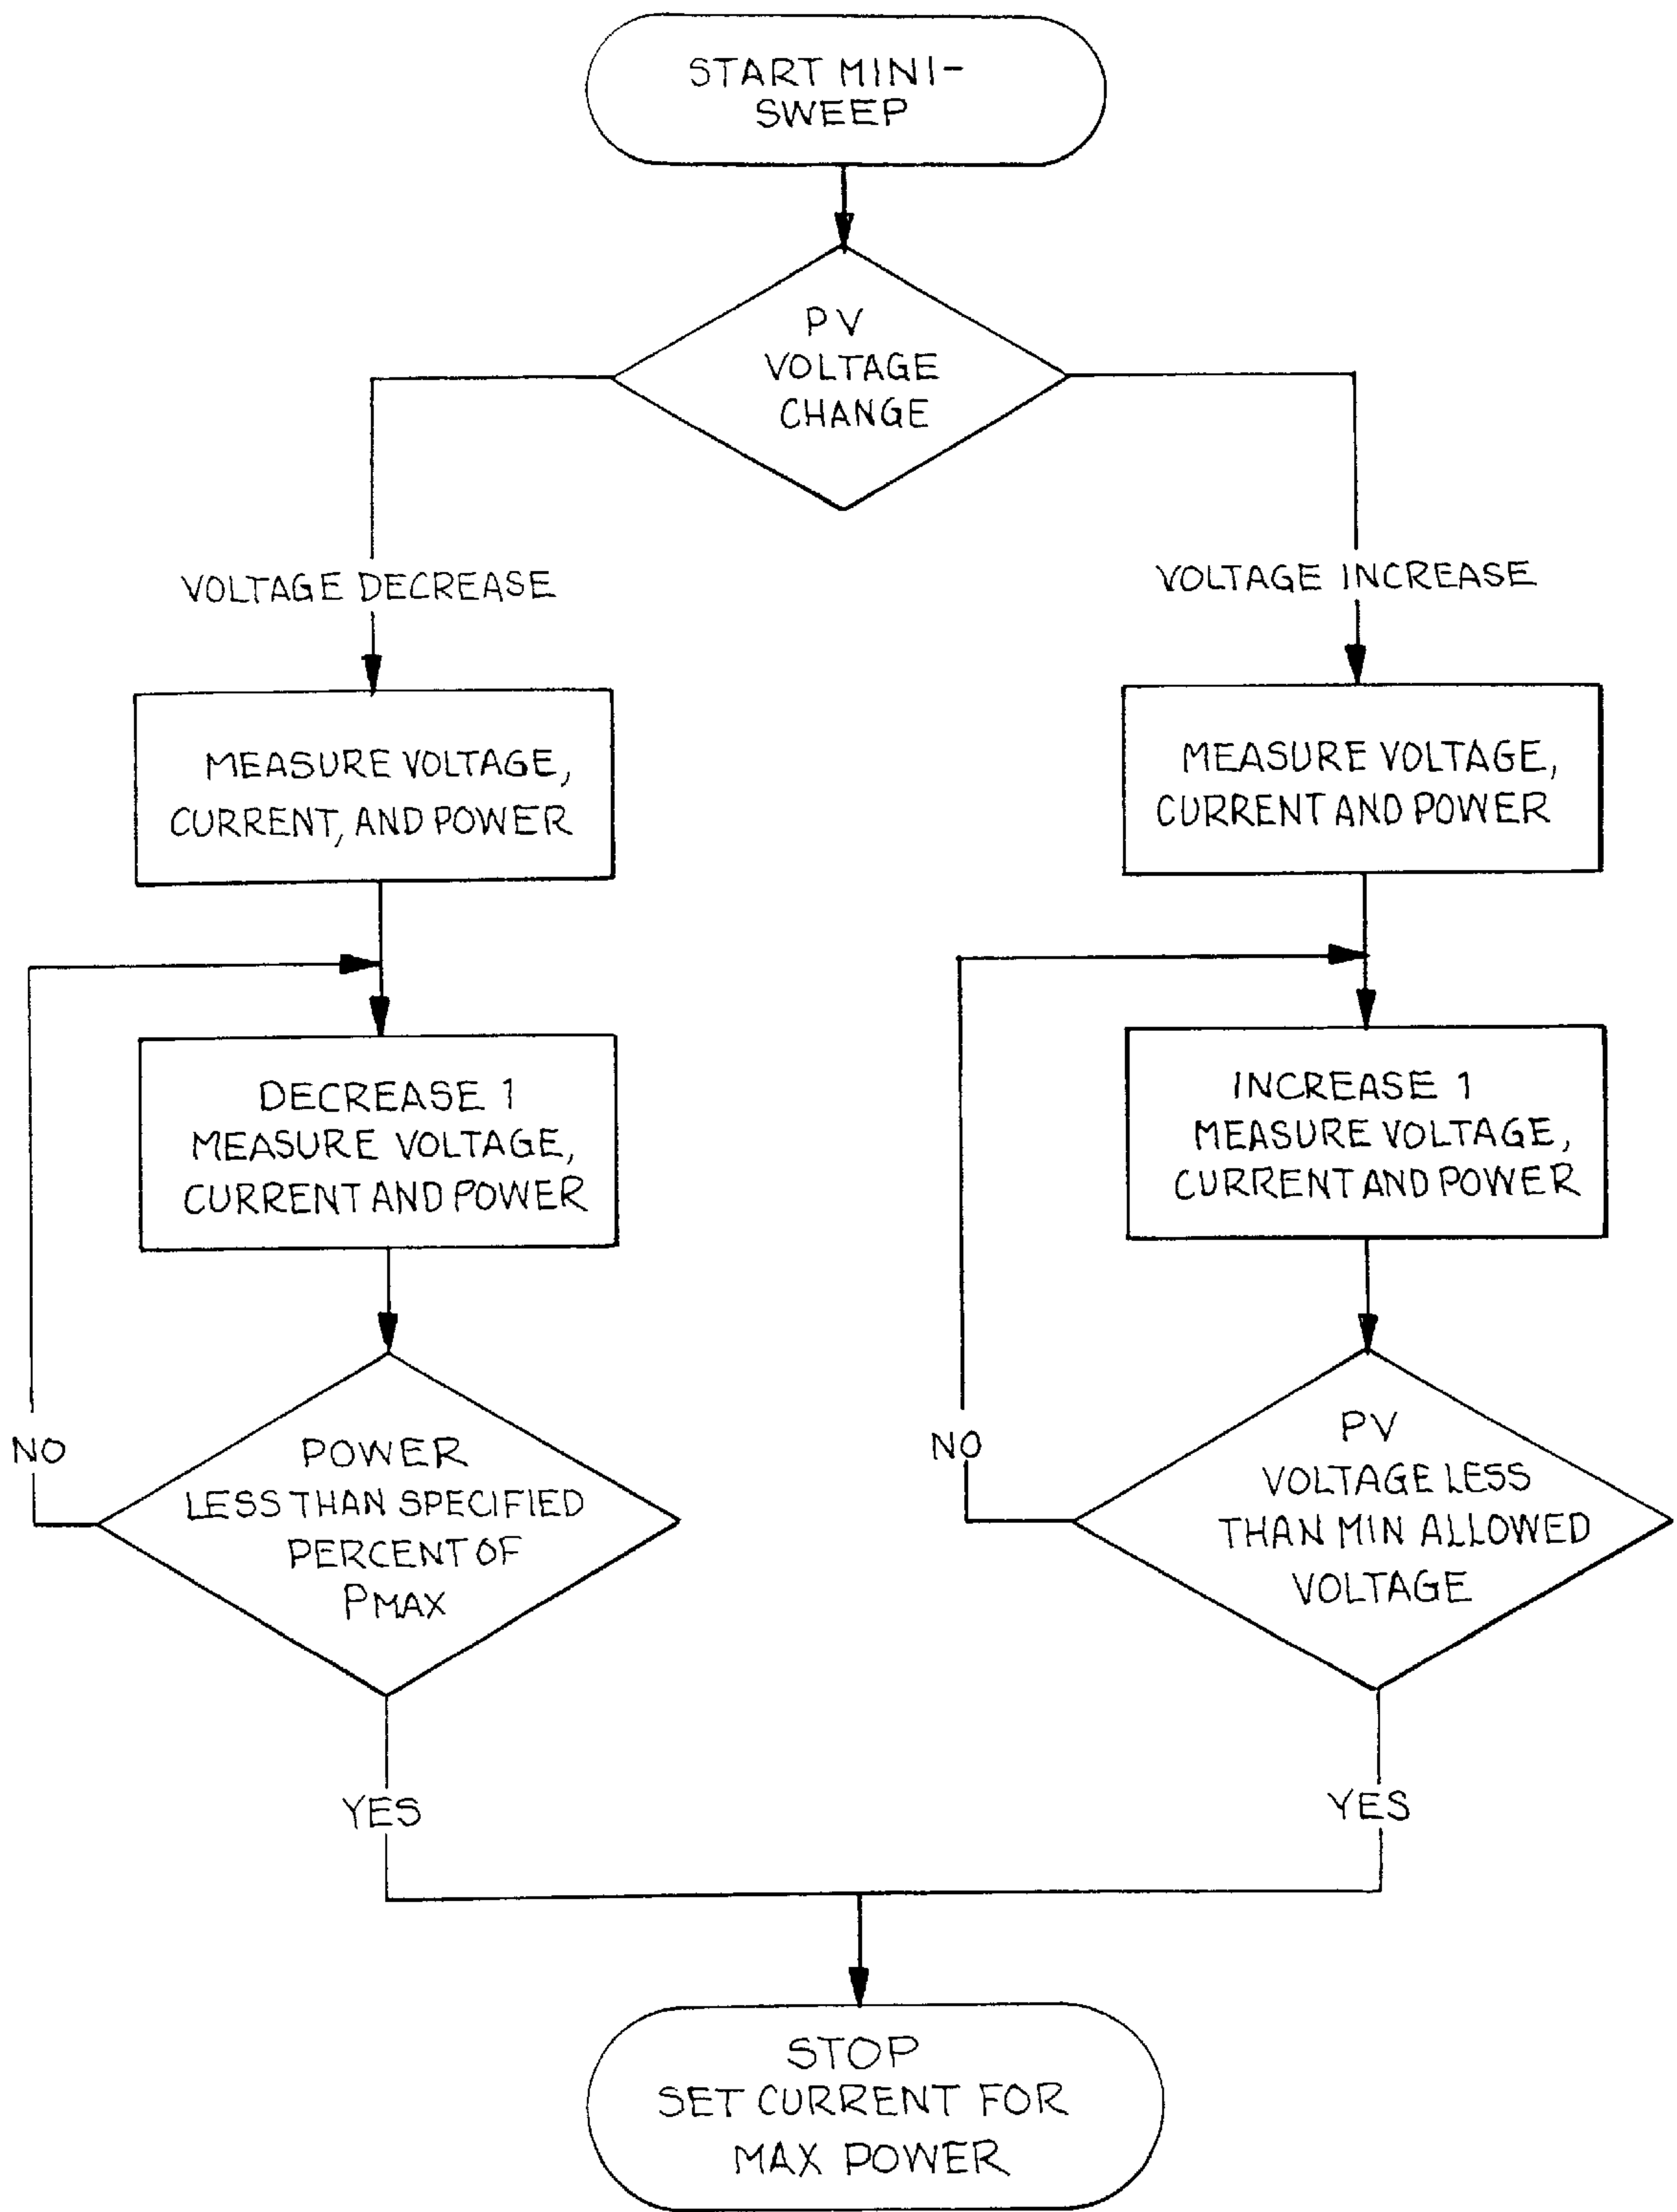 START MINI-
SWEEP
PV
VOLTAGE
CHANGE
VOLTAGE DECREASE
VOLTAGE INCREASE
MEASURE VOLTAGE,
CURRENT, AND POWER
MEASURE VOLTAGE,
CURRENT AND POWER
DECREASE 1
MEASURE VOLTAGE,
CURRENT AND POWER
INCREASE 1
MEASURE VOLTAGE,
CURRENT AND POWER
NO
POWER
LESS THAN SPECIFIED
PERCENT OF
PMAX
NO
PV
VOLTAGE LESS
THAN MIN ALLOWED
VOLTAGE
YES
YES
STOP
SET CURRENT FOR
MAX POWER